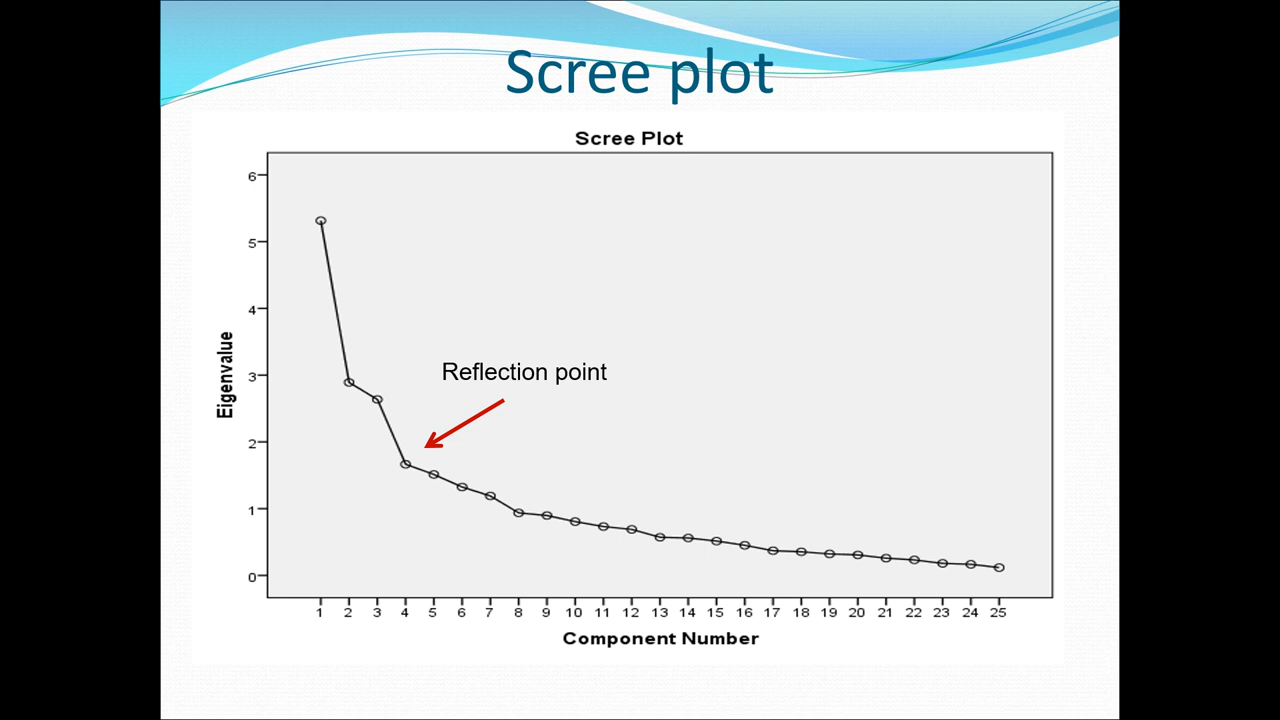 Scree plot
Scree Plot
6
5
4
3
2
1
0
Eigenvalue
Reflection point
1 2 3 4 5 6 7 8 9 10 11 12 13 14 15 16 17 18 19 20 21 22 23 24 25
Component Number